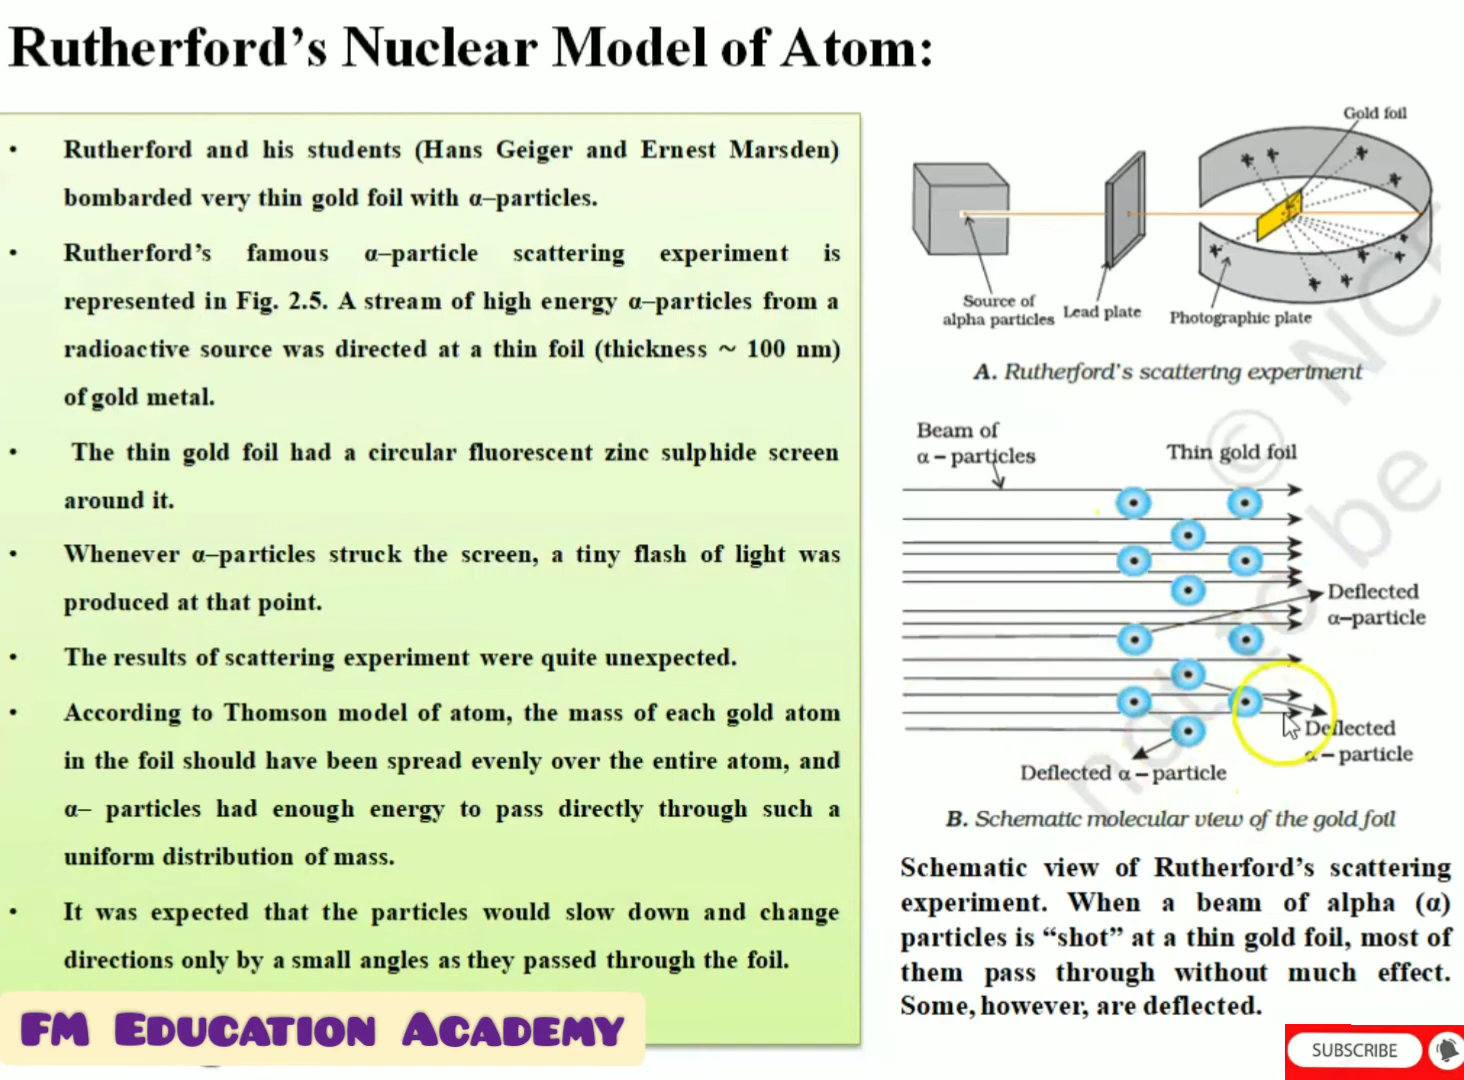 Rutherford's Nuclear Model of Atom:
• Rutherford and his students (Hans Geiger and Ernest Marsden)
bombarded very thin gold foil with α–particles.
• Rutherford's famous α–particle scattering experiment is
represented in Fig. 2.5. A stream of high energy α–particles from a
radioactive source was directed at a thin foil (thickness ~ 100 nm)
of gold metal.
• The thin gold foil had a circular fluorescent zinc sulphide screen
around it.
• Whenever α–particles struck the screen, a tiny flash of light was
produced at that point.
• The results of scattering experiment were quite unexpected.
• According to Thomson model of atom, the mass of each gold atom
in the foil should have been spread evenly over the entire atom, and
α– particles had enough energy to pass directly through such a
uniform distribution of mass.
• It was expected that the particles would slow down and change
directions only by a small angles as they passed through the foil.
FM EDUCATION ACADEMY
Gold foil
Source of
alpha particles
Lead plate
Photographic plate
A. Rutherford's scattering experiment
Beam of
α – particles
Thin gold foil
Deflected
α–particle
Deflected
α – particle
Deflected α – particle
B. Schematic molecular view of the gold foil
© NC
not to be
Schematic view of Rutherford's scattering
experiment. When a beam of alpha (α)
particles is “shot” at a thin gold foil, most of
them pass through without much effect.
Some, however, are deflected.
SUBSCRIBE